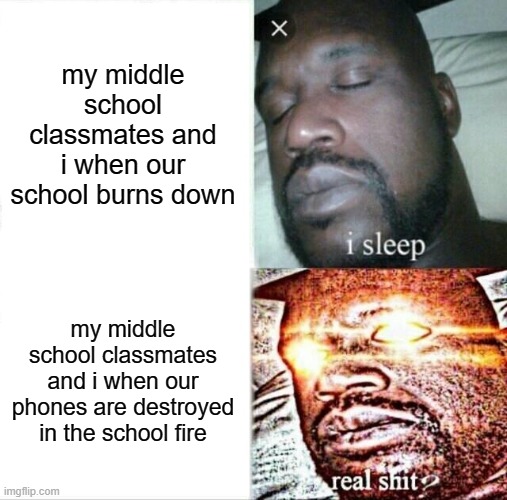 my middle
school
classmates and
i when our
school burns down
i sleep
my middle
school classmates
and i when our
phones are destroyed
in the school fire
real shit?
imgflip.com